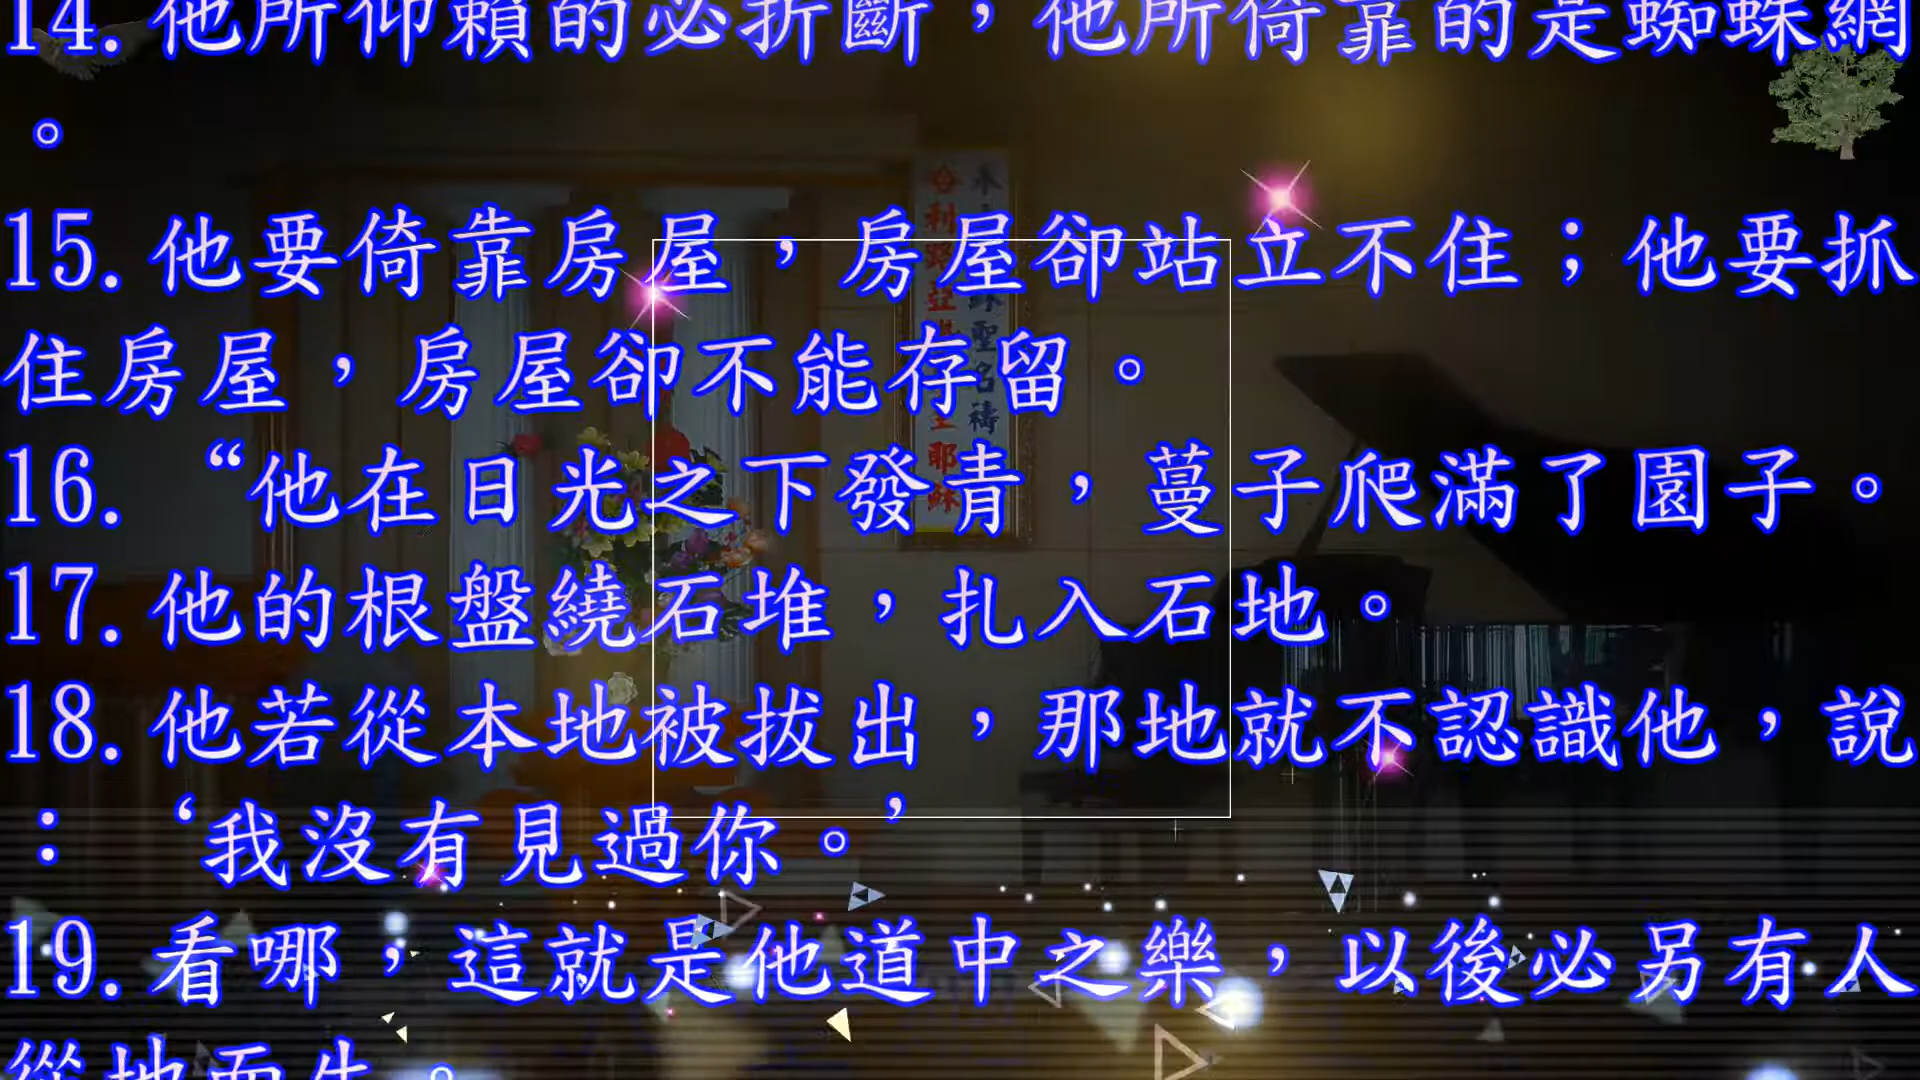 14. 他所仰賴的必折斷，他所倚靠的是蜘蛛網
。
15. 他要倚靠房屋，房屋卻站立不住；他要抓
住房屋，房屋卻不能存留。
16. “他在日光之下發青，蔓子爬滿了園子。
17. 他的根盤繞石堆，扎入石地。
18. 他若從本地被拔出，那地就不認識他，說
：‘我沒有見過你。’
19. 看哪，這就是他道中之樂，以後必另有人
從地而生。